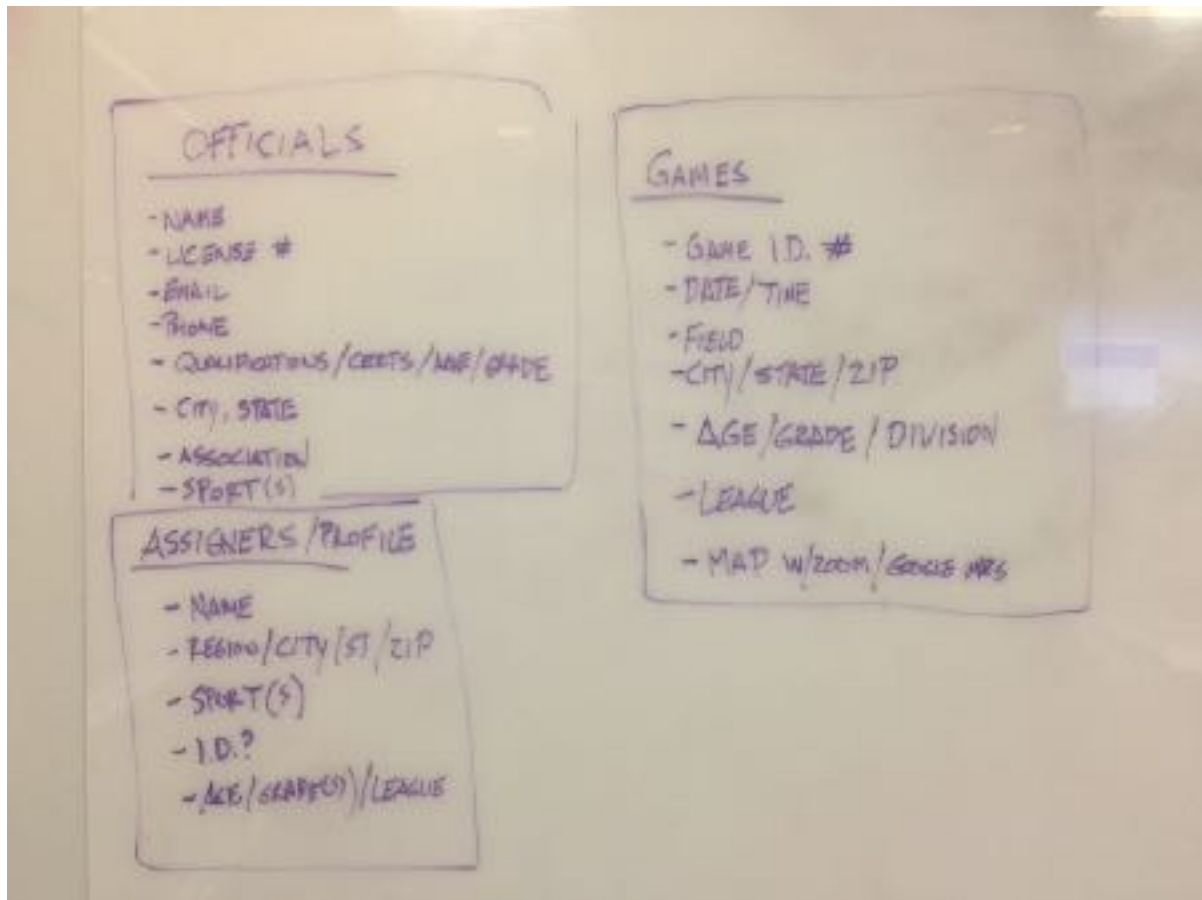 OFFICIALS
- NAME
- LICENSE #
- EMAIL
- PHONE
- QUALIFICATIONS/CERTS/AGE/GRADE
- CITY, STATE
- ASSOCIATION
- SPORT(S)
ASSIGNERS/PROFILE
- NAME
- REGION/CITY/ST/ZIP
- SPORT(S)
- I.D.?
- AGE/GRADE(S)/LEAGUE
GAMES
- GAME I.D. #
- DATE/TIME
- FIELD
- CITY/STATE/ZIP
- AGE/GRADE/DIVISION
- LEAGUE
- MAP W/ZOOM/GOOGLE MAPS